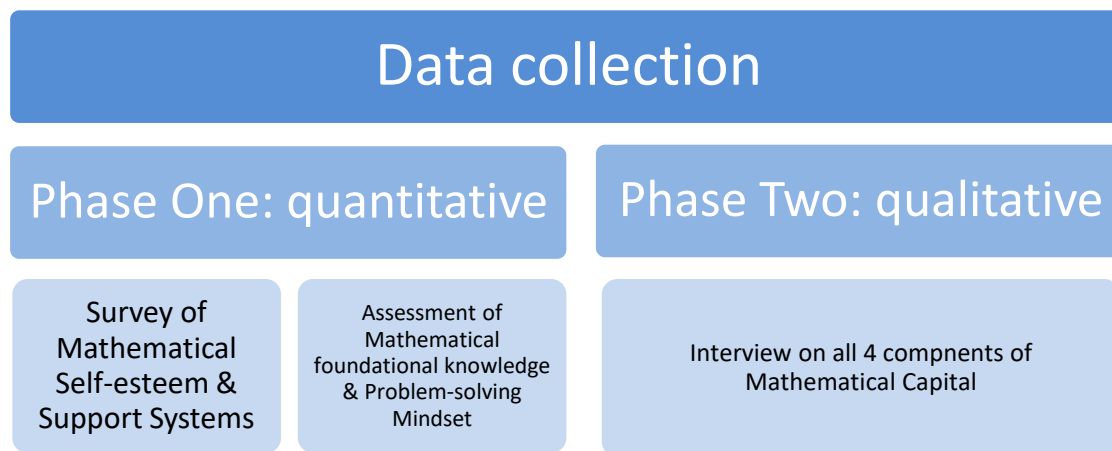 Data collection
Phase One: quantitative
Phase Two: qualitative
Survey of
Mathematical
Self-esteem &
Support Systems
Assessment of
Mathematical
foundational knowledge
& Problem-solving
Mindset
Interview on all 4 compnents of
Mathematical Capital